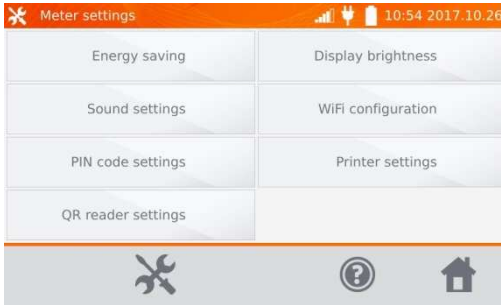 Meter settings 10:54 2017.10.26
Energy saving Display brightness
Sound settings WiFi configuration
PIN code settings Printer settings
QR reader settings
?